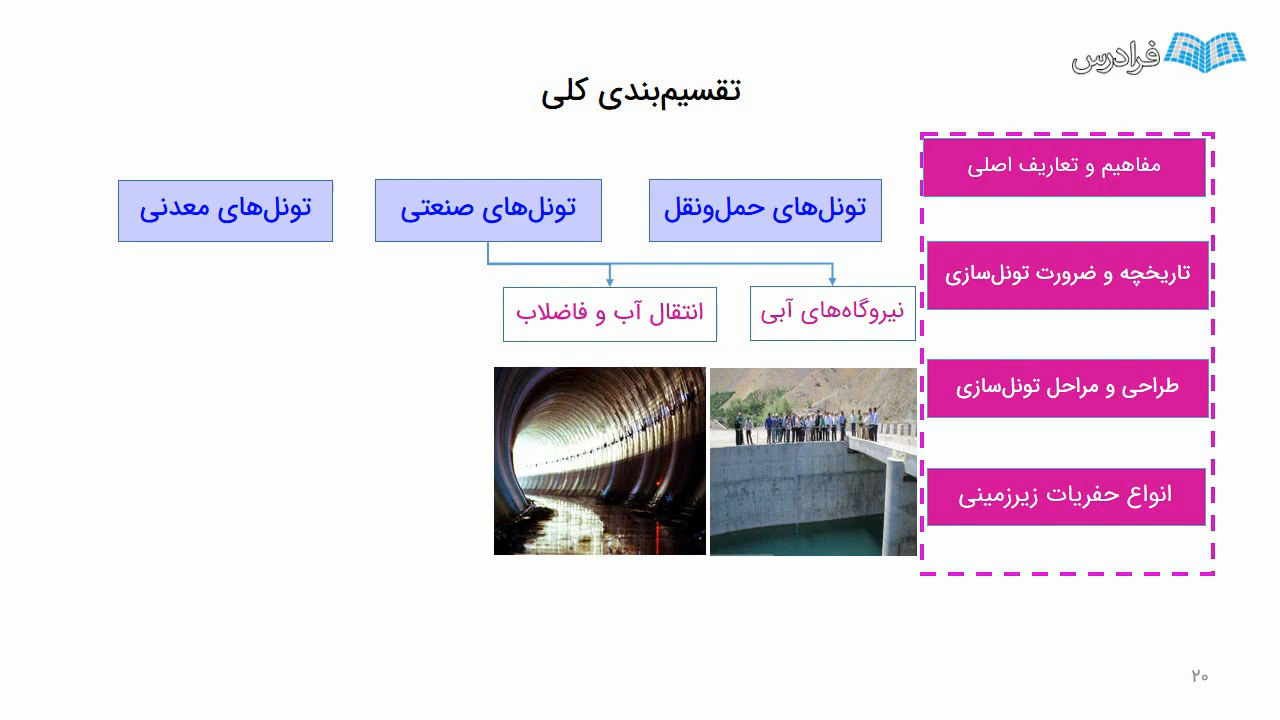 فرادرس
تقسیم‌بندی کلی
مفاهیم و تعاریف اصلی
تاریخچه و ضرورت تونل‌سازی
طراحی و مراحل تونل‌سازی
انواع حفریات زیرزمینی
تونل‌های حمل‌ونقل
تونل‌های صنعتی
تونل‌های معدنی
نیروگاه‌های آبی
انتقال آب و فاضلاب
۲۰